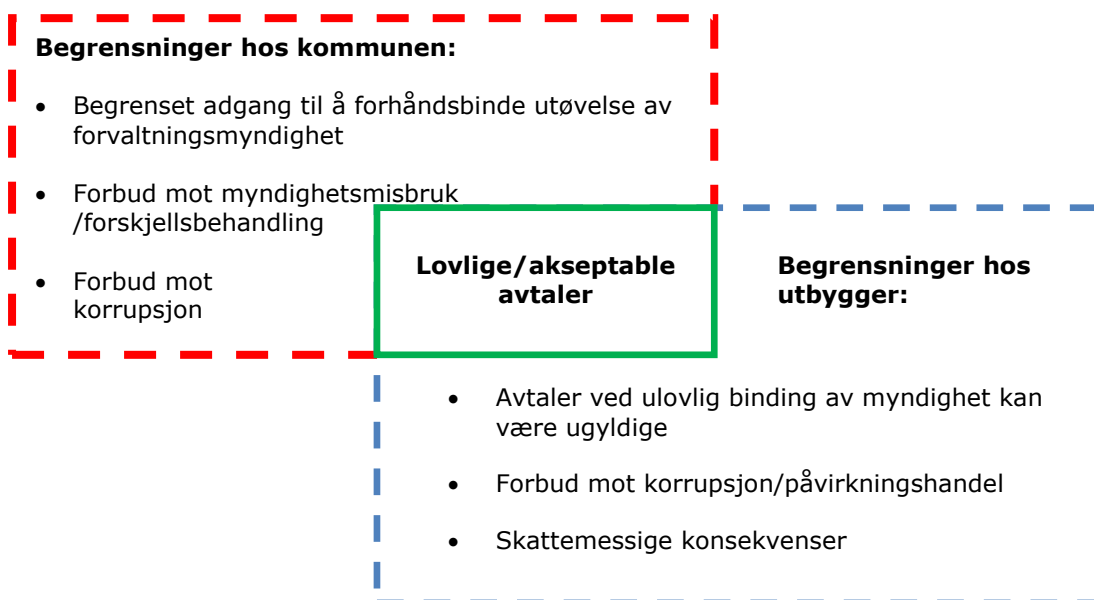 Begrensninger hos kommunen:
• Begrenset adgang til å forhåndsbinde utøvelse av
forvaltningsmyndighet
• Forbud mot myndighetsmisbruk
/forskjellsbehandling
• Forbud mot
korrupsjon
Lovlige/akseptable
avtaler
Begrensninger hos
utbygger:
• Avtaler ved ulovlig binding av myndighet kan
være ugyldige
• Forbud mot korrupsjon/påvirkningshandel
• Skattemessige konsekvenser